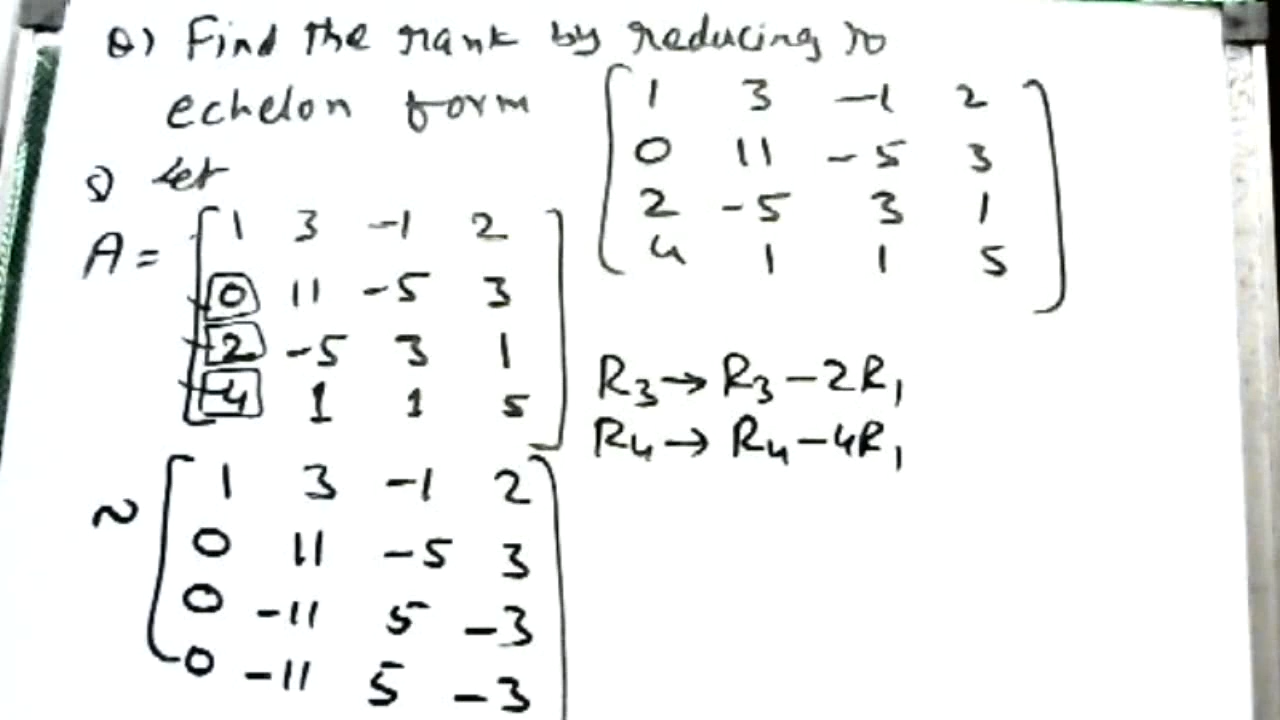 Q) Find the rank by reducing to
echelon form
[1 3 -1 2
0 11 -5 3
2 -5 3 1
4 1 1 5]
S) Let
A = [1 3 -1 2
0 11 -5 3
2 -5 3 1
4 1 1 5]
R3 → R3 - 2R1
R4 → R4 - 4R1
~ [1 3 -1 2
0 11 -5 3
0 -11 5 -3
0 -11 5 -3]